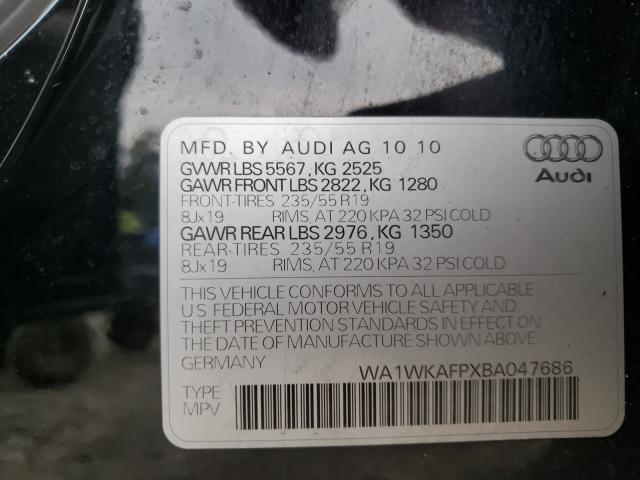 MFD. BY AUDI AG 10 10
GVWR LBS 5567, KG 2525
GAWR FRONT LBS 2822, KG 1280
FRONT-TIRES 235/55 R19
8Jx19 RIMS, AT 220 KPA 32 PSI COLD
GAWR REAR LBS 2976, KG 1350
REAR-TIRES 235/55 R19
8Jx19 RIMS, AT 220 KPA 32 PSI COLD
Audi
THIS VEHICLE CONFORMS TO ALL APPLICABLE
U.S. FEDERAL MOTOR VEHICLE SAFETY AND
THEFT PREVENTION STANDARDS IN EFFECT ON
THE DATE OF MANUFACTURE SHOWN ABOVE.
GERMANY WA1WKAFPXBA047686
TYPE
MPV